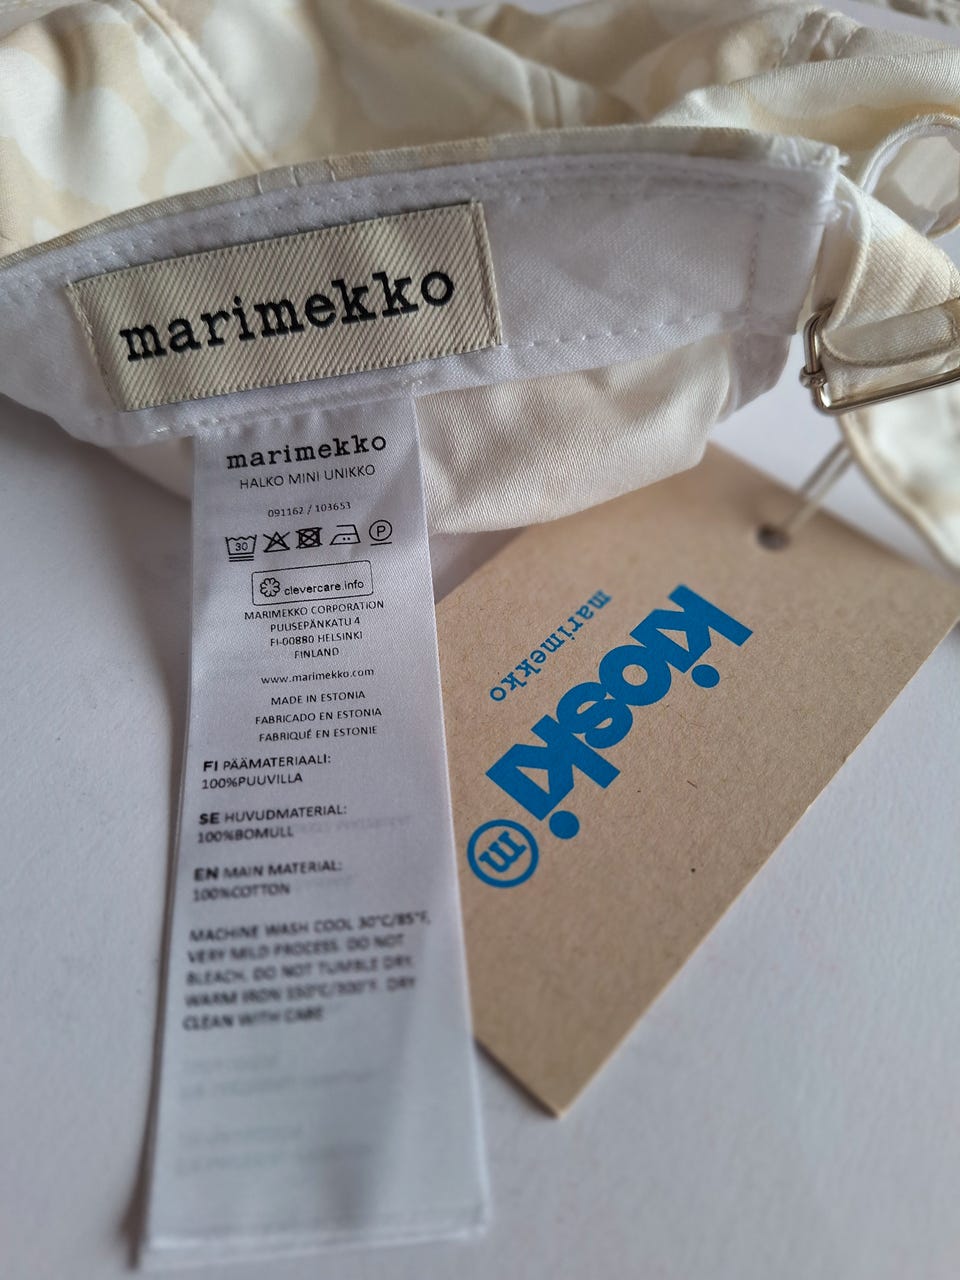 marimekko
marimekko
HALKO MINI UNIKKO
091162 / 103653
30
P
clevercare.info
MARIMEKKO CORPORATION
PUUSEPÄNKATU 4
FI-00880 HELSINKI
FINLAND
www.marimekko.com
MADE IN ESTONIA
FABRICADO EN ESTONIA
FABRIQUÉ EN ESTONIE
FI PÄÄMATERIAALI:
100%PUUVILLA
SE HUVUDMATERIAL:
100%BOMULL
EN MAIN MATERIAL:
100%COTTON
MACHINE WASH COOL 30°C/85°F,
VERY MILD PROCESS. DO NOT
BLEACH. DO NOT TUMBLE DRY.
WARM IRON 150°C/300°F. DRY
CLEAN WITH CARE
kioski
marimekko
m